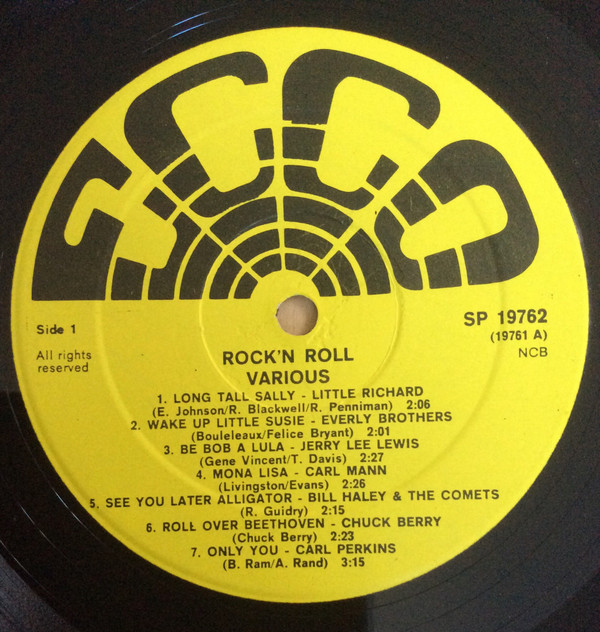 ECCO
Side 1
SP 19762
(19761 A)
All rights
reserved
NCB
ROCK'N ROLL
VARIOUS
1. LONG TALL SALLY - LITTLE RICHARD
(E. Johnson/R. Blackwell/R. Penniman) 2:06
2. WAKE UP LITTLE SUSIE - EVERLY BROTHERS
(Bouleleaux/Felice Bryant) 2:01
3. BE BOB A LULA - JERRY LEE LEWIS
(Gene Vincent/T. Davis) 2:27
4. MONA LISA - CARL MANN
(Livingston/Evans) 2:26
5. SEE YOU LATER ALLIGATOR - BILL HALEY & THE COMETS
(R. Guidry) 2:15
6. ROLL OVER BEETHOVEN - CHUCK BERRY
(Chuck Berry) 2:23
7. ONLY YOU - CARL PERKINS
(B. Ram/A. Rand) 3:15